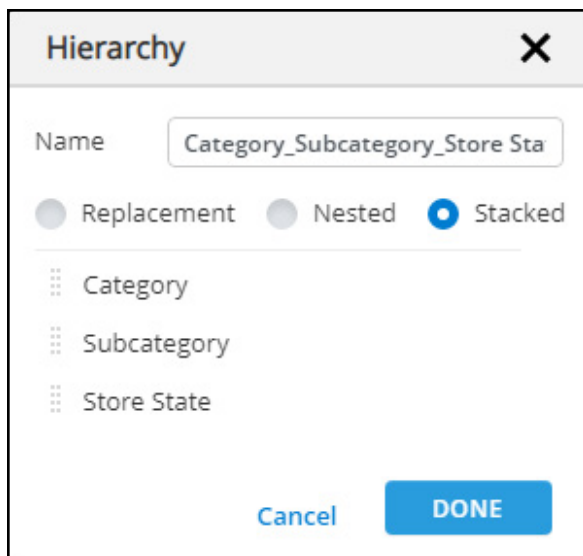 Hierarchy
Name Category_Subcategory_Store Sta
Replacement Nested Stacked
Category
Subcategory
Store State
Cancel DONE